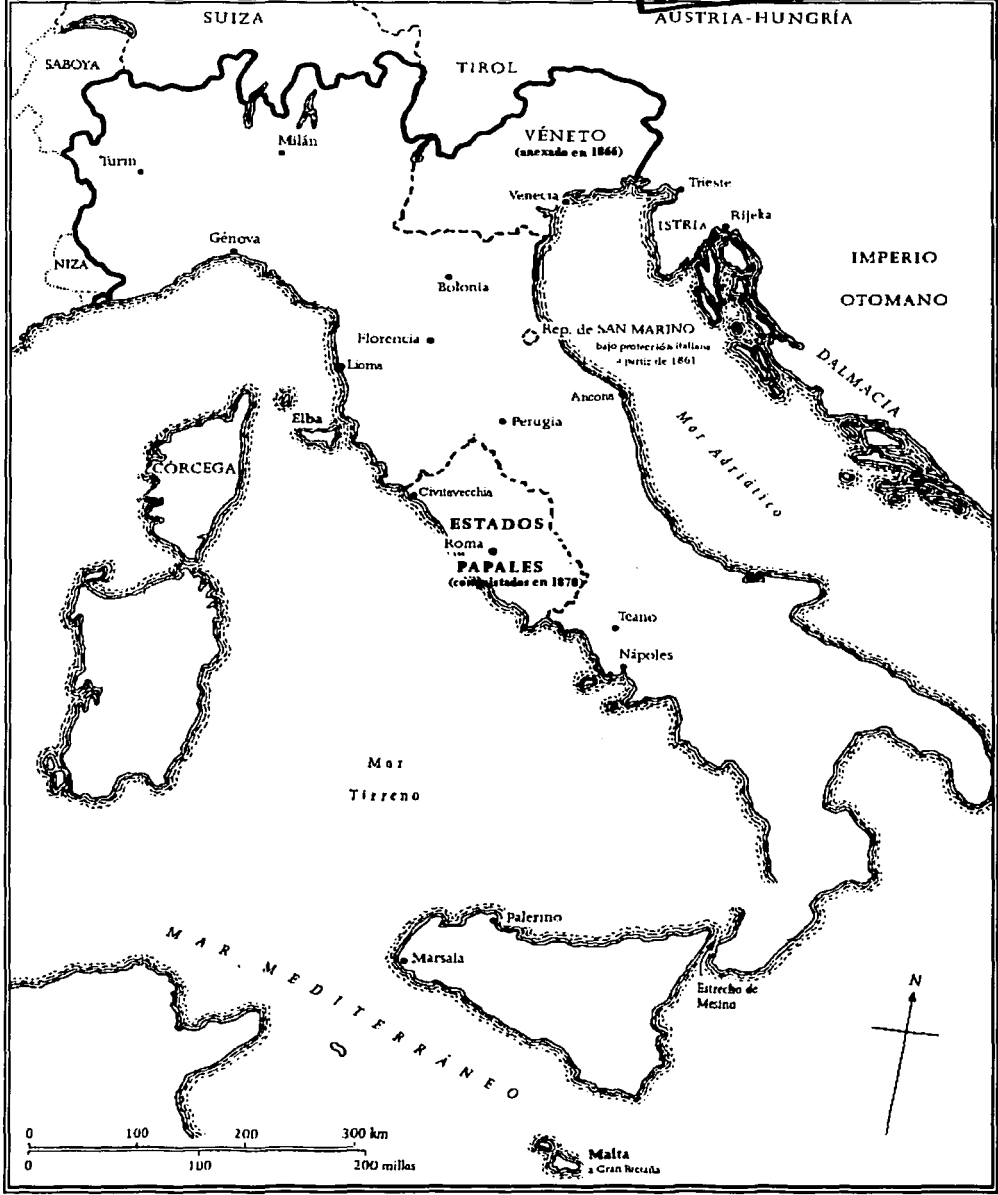 SUIZA
AUSTRIA-HUNGRÍA
SABOYA
TIROL
VÉNETO
(anexado en 1866)
Milán
Turín
Venecia
Trieste
ISTRIA
Rijeka
Génova
NIZA
IMPERIO
OTOMANO
Bolonia
Florencia
Rep. de SAN MARINO
bajo protección italiana
a partir de 1861
DALMACIA
Ancona
Elba
Perugia
Mar Adriático
CÓRCEGA
Civitavecchia
ESTADOS
Roma
PAPALES
(conquistados en 1870)
Teano
Nápoles
Mar
Tirreno
Palermo
MAR MEDITERRÁNEO
Marsala
Estrecho de
Mesina
N
0 100 200 300 km
0 100 200 millas
Malta
a Gran Bretaña